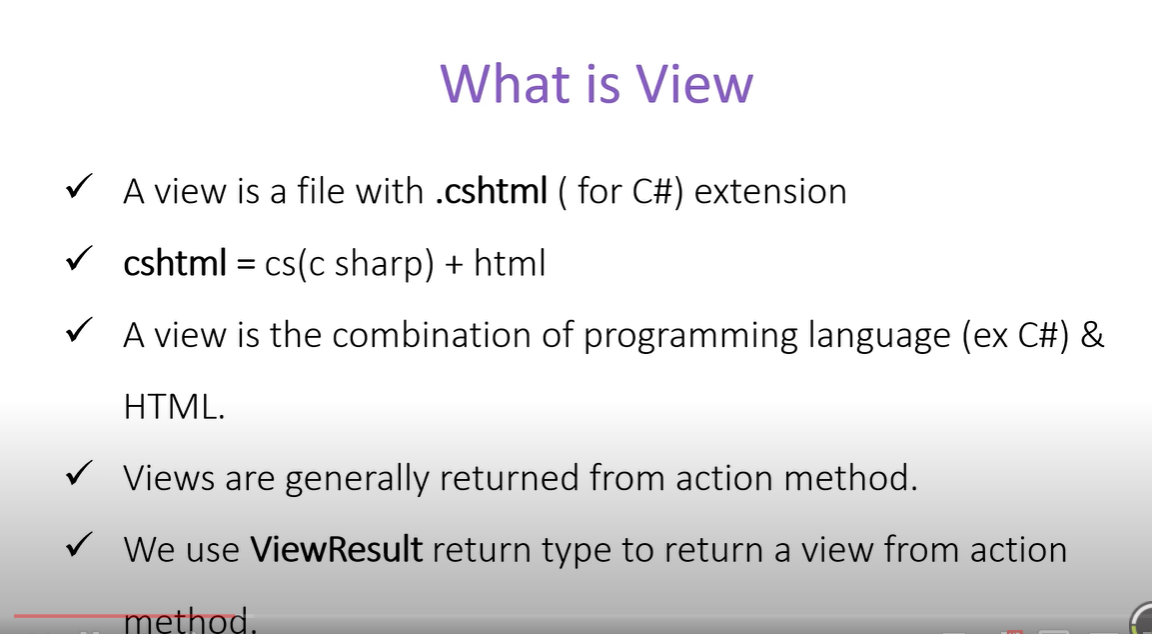 What is View
✓ A view is a file with .cshtml ( for C#) extension
✓ cshtml = cs(c sharp) + html
✓ A view is the combination of programming language (ex C#) &
HTML.
✓ Views are generally returned from action method.
✓ We use ViewResult return type to return a view from action
method.